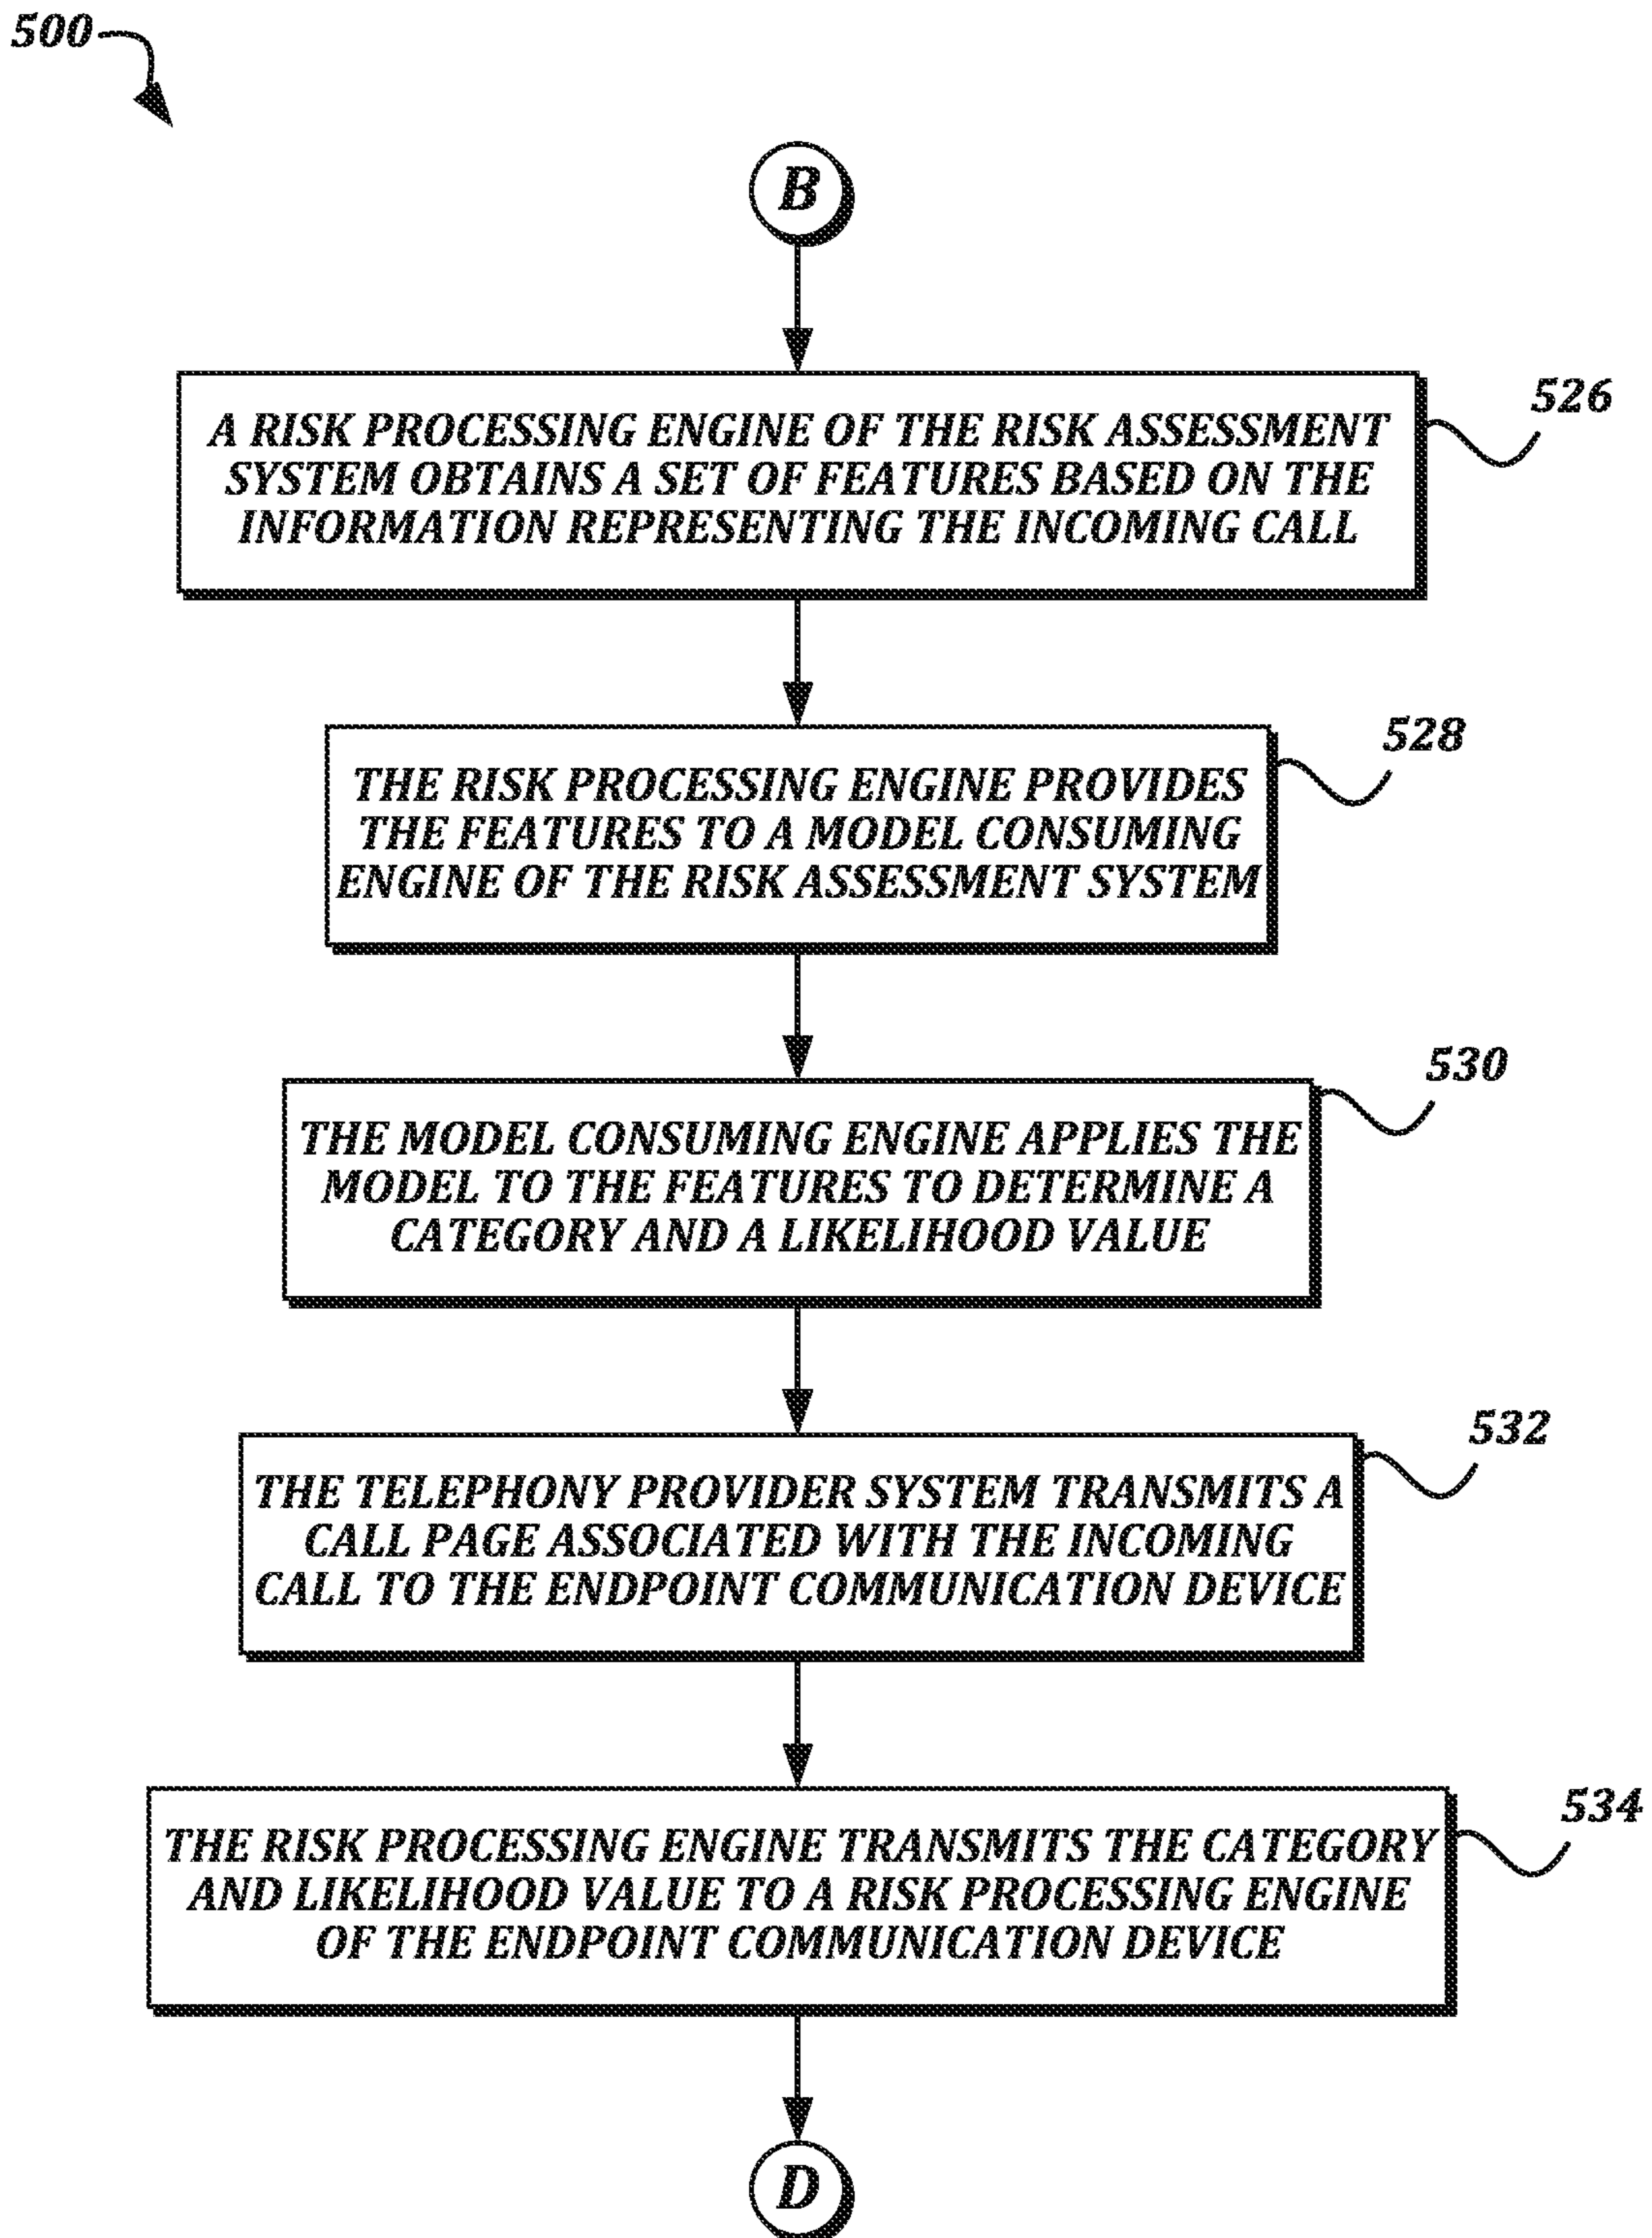 500
B
A RISK PROCESSING ENGINE OF THE RISK ASSESSMENT
SYSTEM OBTAINS A SET OF FEATURES BASED ON THE
INFORMATION REPRESENTING THE INCOMING CALL
526
THE RISK PROCESSING ENGINE PROVIDES
THE FEATURES TO A MODEL CONSUMING
ENGINE OF THE RISK ASSESSMENT SYSTEM
528
THE MODEL CONSUMING ENGINE APPLIES THE
MODEL TO THE FEATURES TO DETERMINE A
CATEGORY AND A LIKELIHOOD VALUE
530
THE TELEPHONY PROVIDER SYSTEM TRANSMITS A
CALL PAGE ASSOCIATED WITH THE INCOMING
CALL TO THE ENDPOINT COMMUNICATION DEVICE
532
THE RISK PROCESSING ENGINE TRANSMITS THE CATEGORY
AND LIKELIHOOD VALUE TO A RISK PROCESSING ENGINE
OF THE ENDPOINT COMMUNICATION DEVICE
534
D